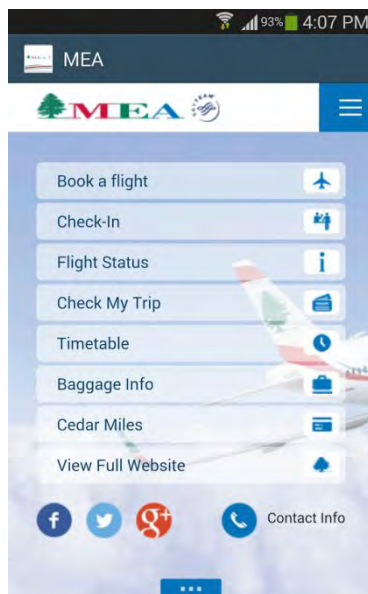 93% 4:07 PM
MEA
MEA
Book a flight
Check-In
Flight Status
Check My Trip
Timetable
Baggage Info
Cedar Miles
View Full Website
Contact Info